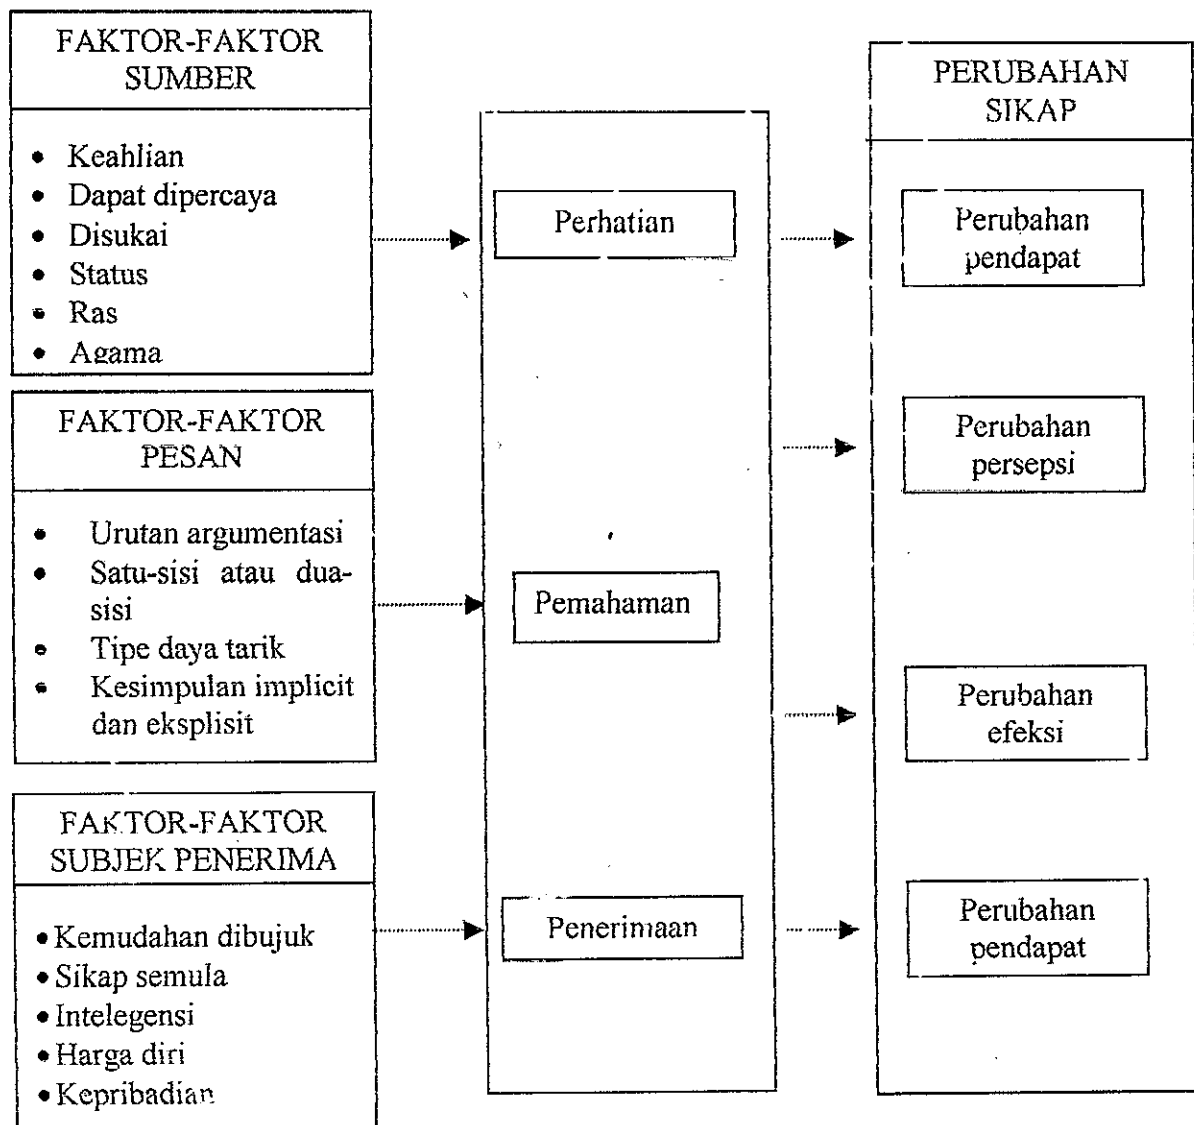 FAKTOR-FAKTOR
SUMBER
• Keahlian
• Dapat dipercaya
• Disukai
• Status
• Ras
• Agama
FAKTOR-FAKTOR
PESAN
• Urutan argumentasi
• Satu-sisi atau dua-
sisi
• Tipe daya tarik
• Kesimpulan implicit
dan eksplisit
FAKTOR-FAKTOR
SUBJEK PENERIMA
• Kemudahan dibujuk
• Sikap semula
• Intelegensi
• Harga diri
• Kepribadian
Perhatian
Pemahaman
Penerimaan
PERUBAHAN
SIKAP
Perubahan
pendapat
Perubahan
persepsi
Perubahan
efeksi
Perubahan
pendapat